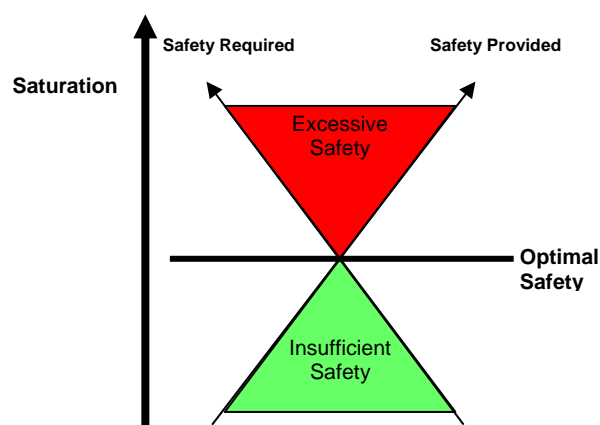 Safety Required
Safety Provided
Saturation
Excessive
Safety
Optimal
Safety
Insufficient
Safety